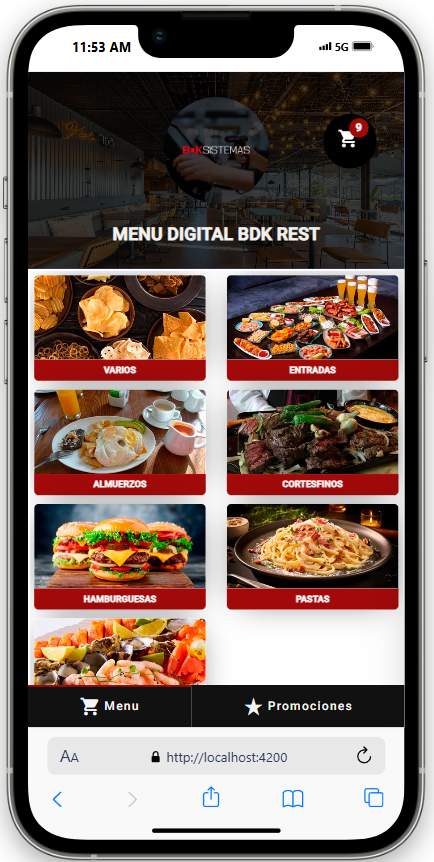 11:53 AM
5G
9
BDKSISTEMAS
MENU DIGITAL BDK REST
VARIOS
ENTRADAS
ALMUERZOS
CORTESFINOS
HAMBURGUESAS
PASTAS
Menu
Promociones
AA
http://localhost:4200